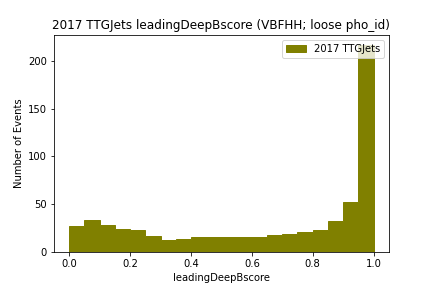 2017 TTGJets leadingDeepBscore (VBFHH; loose pho_id)
2017 TTGJets
200
150
100
50
0
Number of Events
0.0 0.2 0.4 0.6 0.8 1.0
leadingDeepBscore